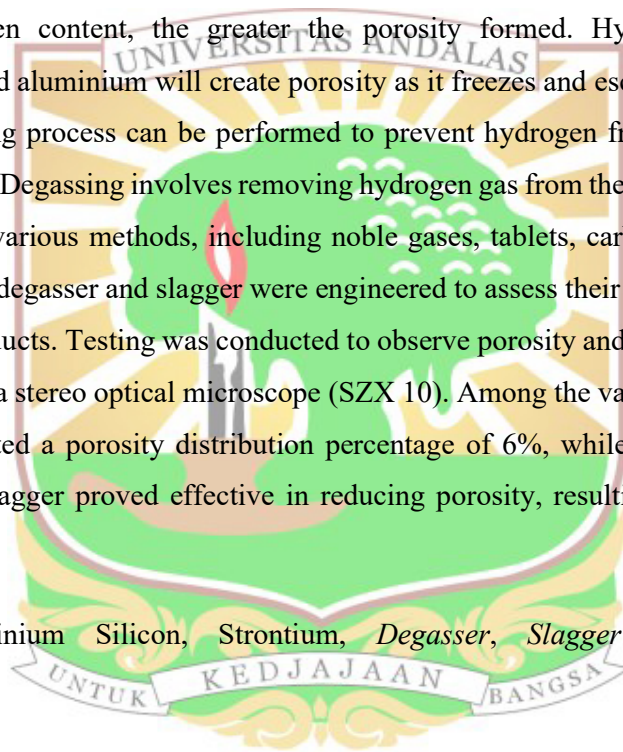 en content, the greater the porosity formed. Hy
UNIVERSITAS ANDALAS
d aluminium will create porosity as it freezes and esc
ng process can be performed to prevent hydrogen fr
Degassing involves removing hydrogen gas from the
various methods, including noble gases, tablets, car
degasser and slagger were engineered to assess their
ducts. Testing was conducted to observe porosity and
a stereo optical microscope (SZX 10). Among the va
ted a porosity distribution percentage of 6%, while
lagger proved effective in reducing porosity, resulti
inium Silicon, Strontium, Degasser, Slagger
UNTUK KEDJAJAAN BANGSA